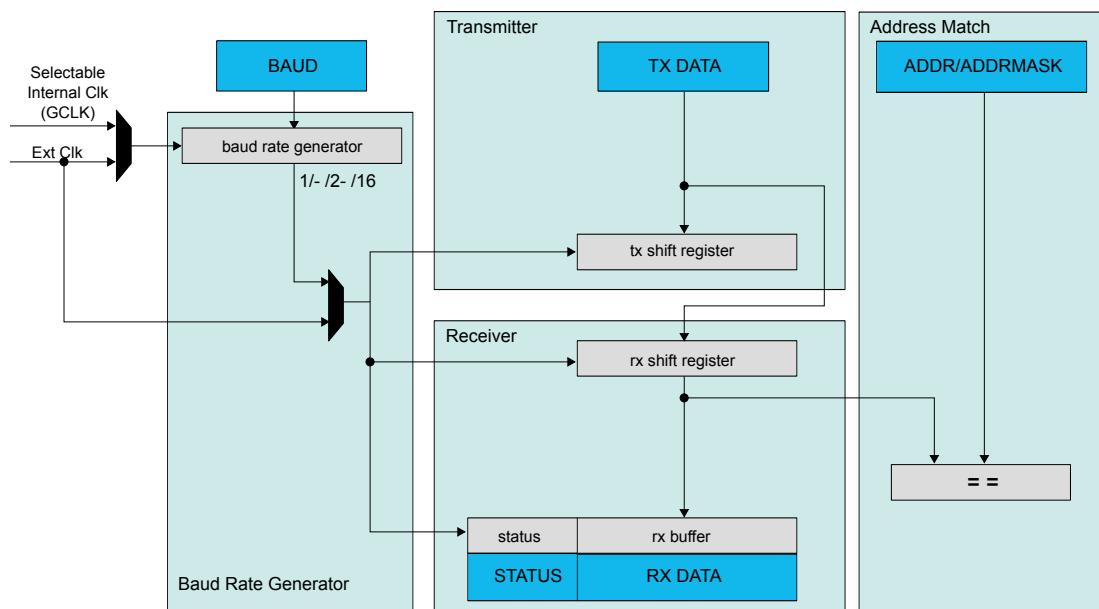 Transmitter
Address Match
BAUD
TX DATA
ADDR/ADDRMASK
Selectable
Internal Clk
(GCLK)
baud rate generator
Ext Clk
1/- /2- /16
tx shift register
Receiver
rx shift register
= =
status
rx buffer
STATUS
RX DATA
Baud Rate Generator